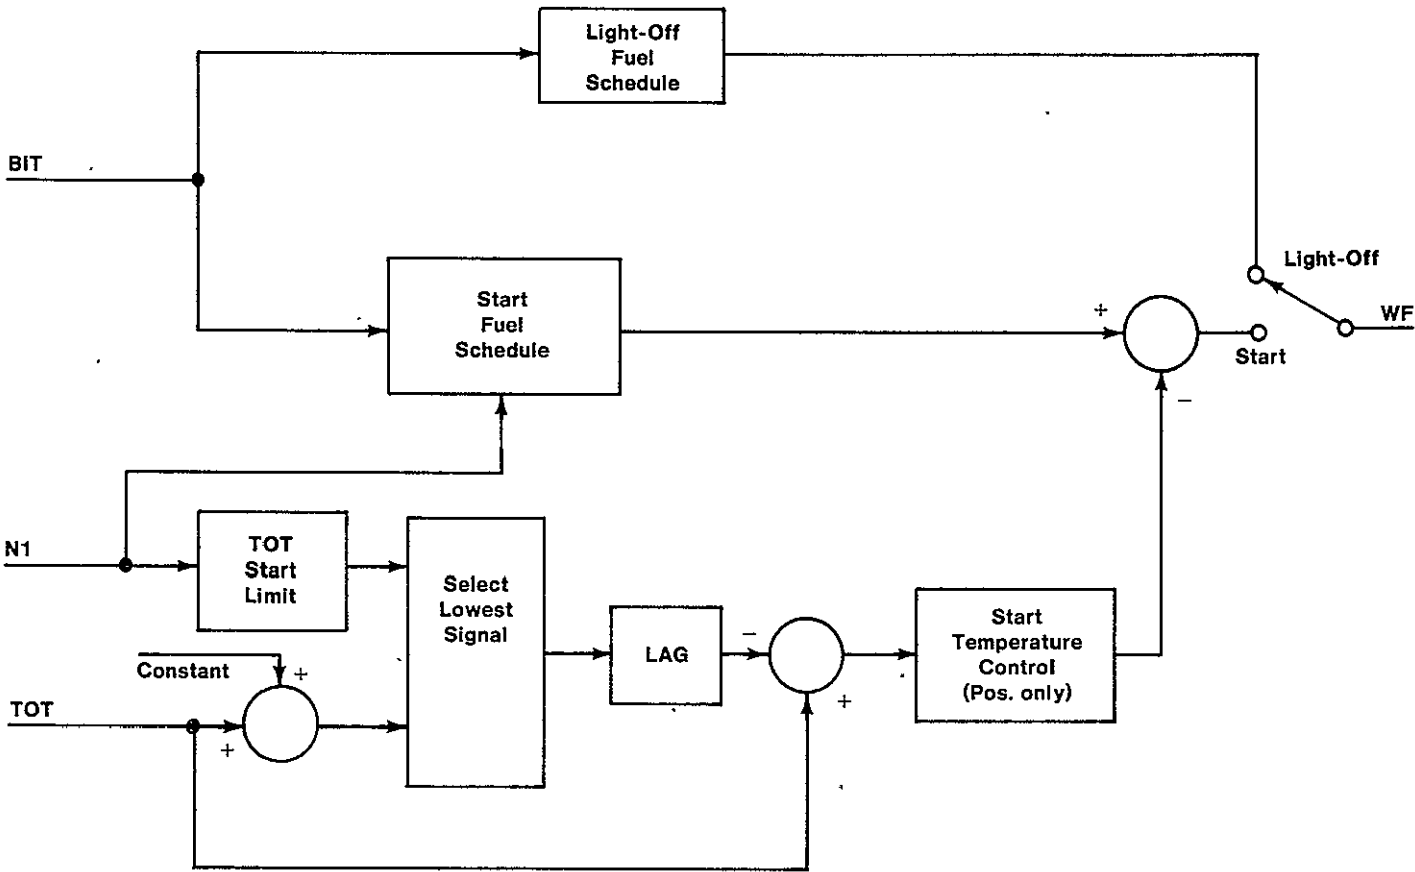 Light-Off
Fuel
Schedule
BIT
Light-Off
Start
Fuel
Schedule
+
WF
Start
−
N1
TOT
Start
Limit
Select
Lowest
Signal
LAG
−
Start
Temperature
Control
(Pos. only)
Constant
+
TOT
+
+